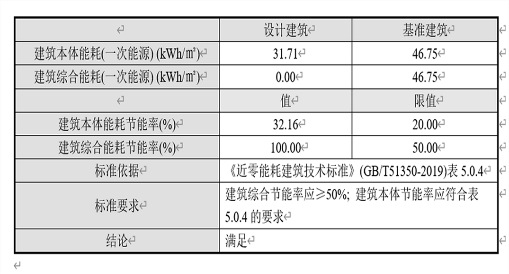 设计建筑 基准建筑
建筑本体能耗(一次能源) (kWh/㎡) 31.71 46.75
建筑综合能耗(一次能源) (kWh/㎡) 0.00 46.75
值 限值
建筑本体能耗节能率(%) 32.16 20.00
建筑综合能耗节能率(%) 100.00 50.00
标准依据 《近零能耗建筑技术标准》(GB/T51350-2019)表 5.0.4
标准要求 建筑综合节能率应≥50%; 建筑本体节能率应符合表
5.0.4 的要求
结论 满足